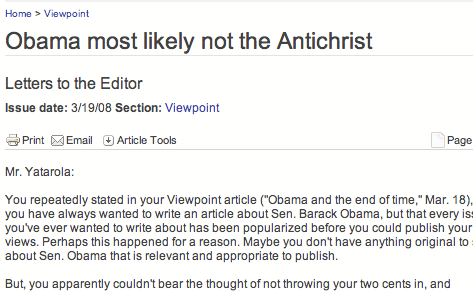 Home > Viewpoint
Obama most likely not the Antichrist
Letters to the Editor
Issue date: 3/19/08 Section: Viewpoint
Print Email Article Tools Page
Mr. Yatarola:
You repeatedly stated in your Viewpoint article ("Obama and the end of time," Mar. 18),
you have always wanted to write an article about Sen. Barack Obama, but that every
you've ever wanted to write about has been popularized before you could publish your
views. Perhaps this happened for a reason. Maybe you don't have anything original to
about Sen. Obama that is relevant and appropriate to publish.
But, you apparently couldn't bear the thought of not throwing your two cents in, and